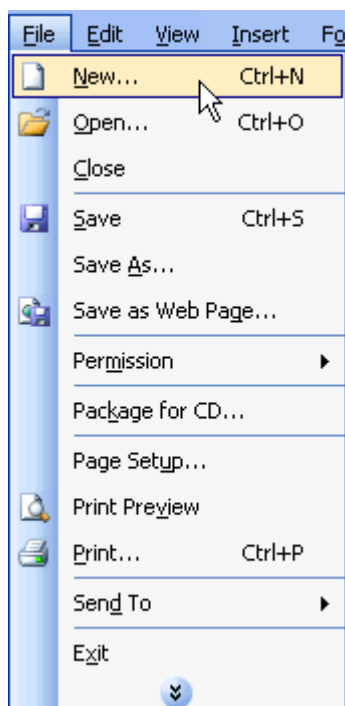 File Edit View Insert Fo
New... Ctrl+N
Open... Ctrl+O
Close
Save Ctrl+S
Save As...
Save as Web Page...
Permission
Package for CD...
Page Setup...
Print Preview
Print... Ctrl+P
Send To
Exit